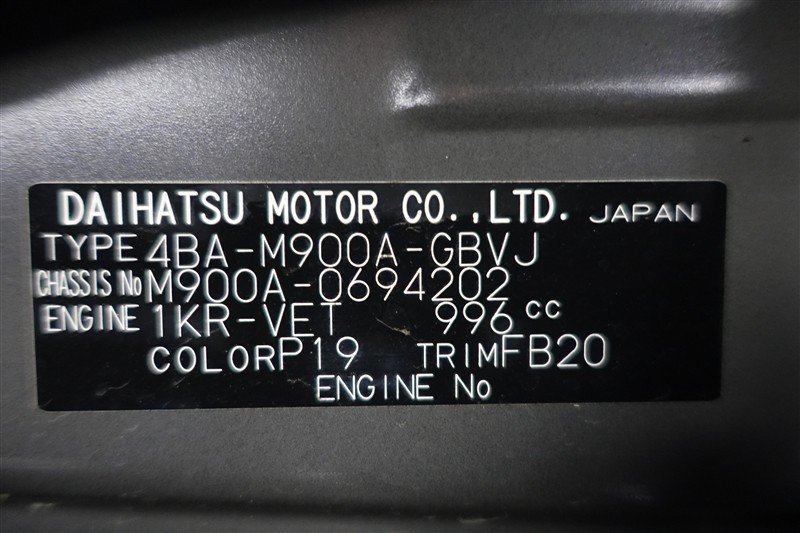 DAIHATSU MOTOR CO.,LTD. JAPAN
TYPE 4BA-M900A-GBVJ
CHASSIS No M900A-0694202
ENGINE 1KR-VET 996 cc
COLOR P19 TRIM FB20
ENGINE No